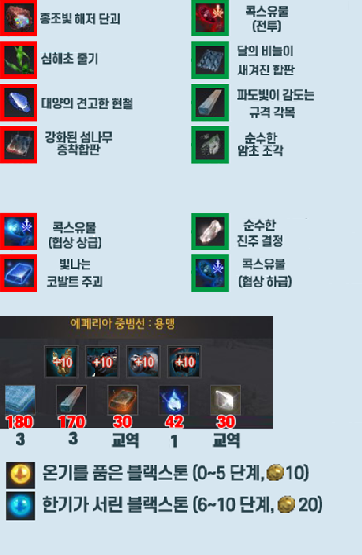 홍조빛 해저 단괴
콕스유물
(전투)
심해초 줄기
달의 비늘이
새겨진 합판
대양의 견고한 현철
파도빛이 감도는
규격 각목
강화된 섬나무
증착합판
순수한
암초 조각
콕스유물
(협상 상급)
순수한
진주 결정
빛나는
코발트 주괴
콕스유물
(협상 하급)
에페리아 중범선 : 용맹
+10 +10 +10 +10
180 170 30 42 30
3 3 교역 1 교역
온기를 품은 블랙스톤 (0~5 단계, 10)
한기가 서린 블랙스톤 (6~10 단계, 20)